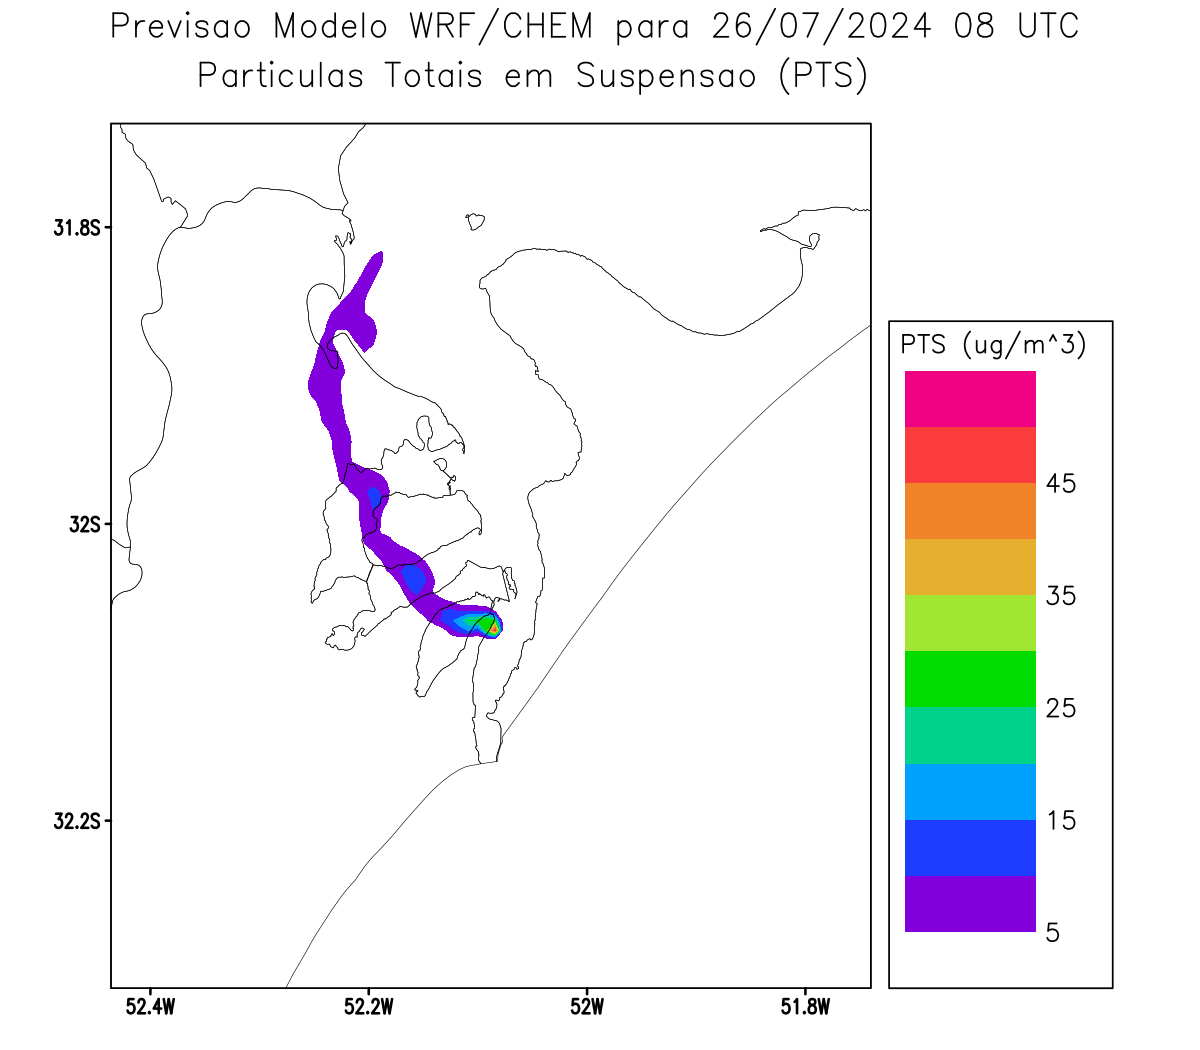 Previsao Modelo WRF/CHEM para 26/07/2024 08 UTC
Particulas Totais em Suspensao (PTS)
31.8S
32S
32.2S
52.4W
52.2W
52W
51.8W
PTS (ug/m^3)
45
35
25
15
5